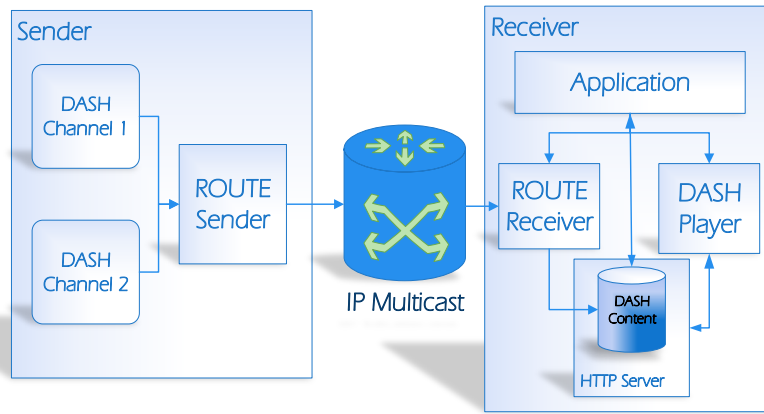 Sender
DASH
Channel 1
ROUTE
Sender
DASH
Channel 2
IP Multicast
Receiver
Application
ROUTE
Receiver
DASH
Player
DASH
Content
HTTP Server